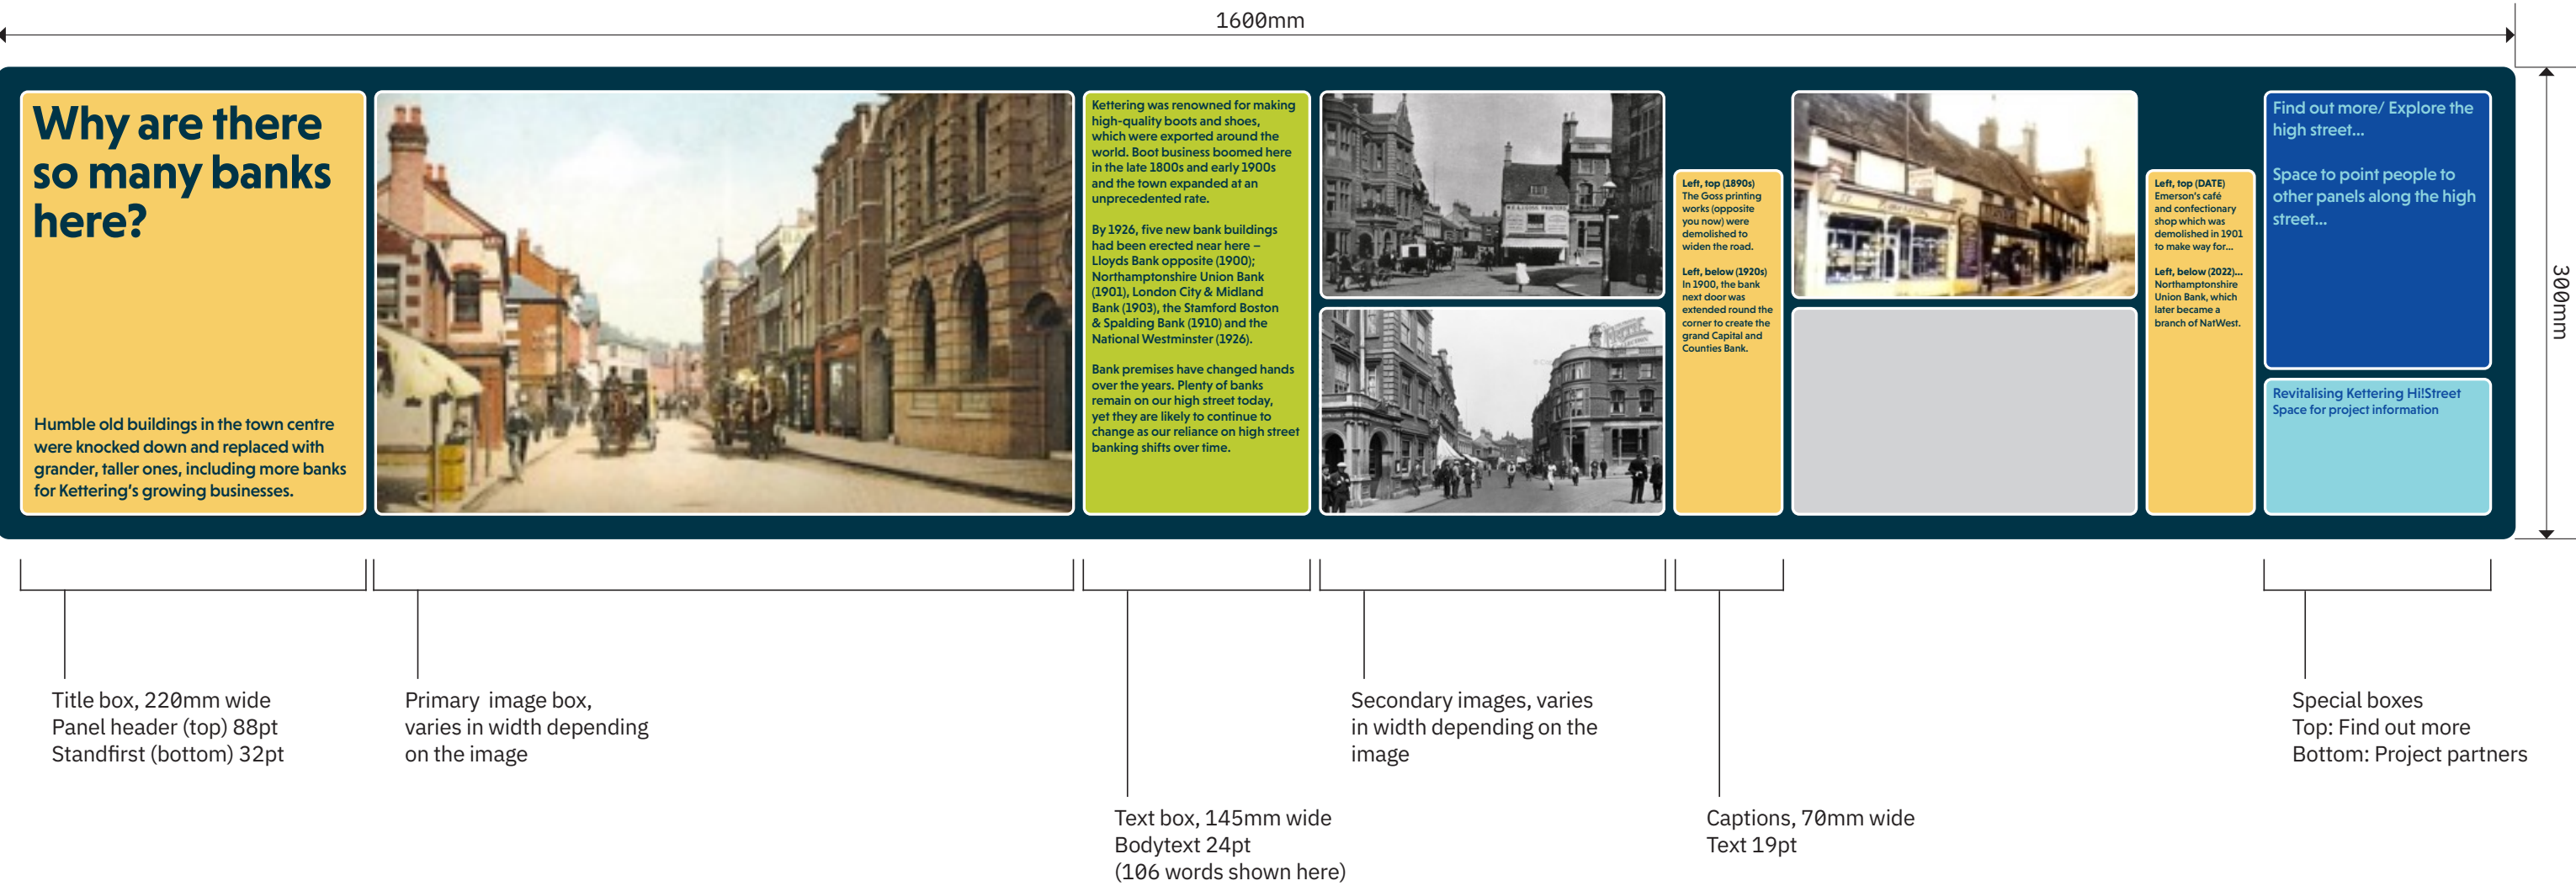 1600mm
300mm
Why are there
so many banks
here?
Humble old buildings in the town centre
were knocked down and replaced with
grander, taller ones, including more banks
for Kettering's growing businesses.
Kettering was renowned for making
high-quality boots and shoes,
which were exported around the
world. Boot business boomed here
in the late 1800s and early 1900s
and the town expanded at an
unprecedented rate.
By 1926, five new bank buildings
had been erected near here –
Lloyds Bank opposite (1900);
Northamptonshire Union Bank
(1901), London City & Midland
Bank (1903), the Stamford Boston
& Spalding Bank (1910) and the
National Westminster (1926).
Bank premises have changed hands
over the years. Plenty of banks
remain on our high street today,
yet they are likely to continue to
change as our reliance on high street
banking shifts over time.
Left, top (1890s)
The Goss printing
works (opposite
you now) were
demolished to
widen the road.
Left, below (1920s)
In 1900, the bank
next door was
extended round the
corner to create the
grand Capital and
Counties Bank.
Left, top (DATE)
Emerson's café
and confectionary
shop which was
demolished in 1901
to make way for...
Left, below (2022)...
Northamptonshire
Union Bank, which
later became a
branch of NatWest.
Find out more/ Explore the
high street...
Space to point people to
other panels along the high
street...
Revitalising Kettering Hi!Street
Space for project information
Title box, 220mm wide
Panel header (top) 88pt
Standfirst (bottom) 32pt
Primary image box,
varies in width depending
on the image
Text box, 145mm wide
Bodytext 24pt
(106 words shown here)
Secondary images, varies
in width depending on the
image
Captions, 70mm wide
Text 19pt
Special boxes
Top: Find out more
Bottom: Project partners